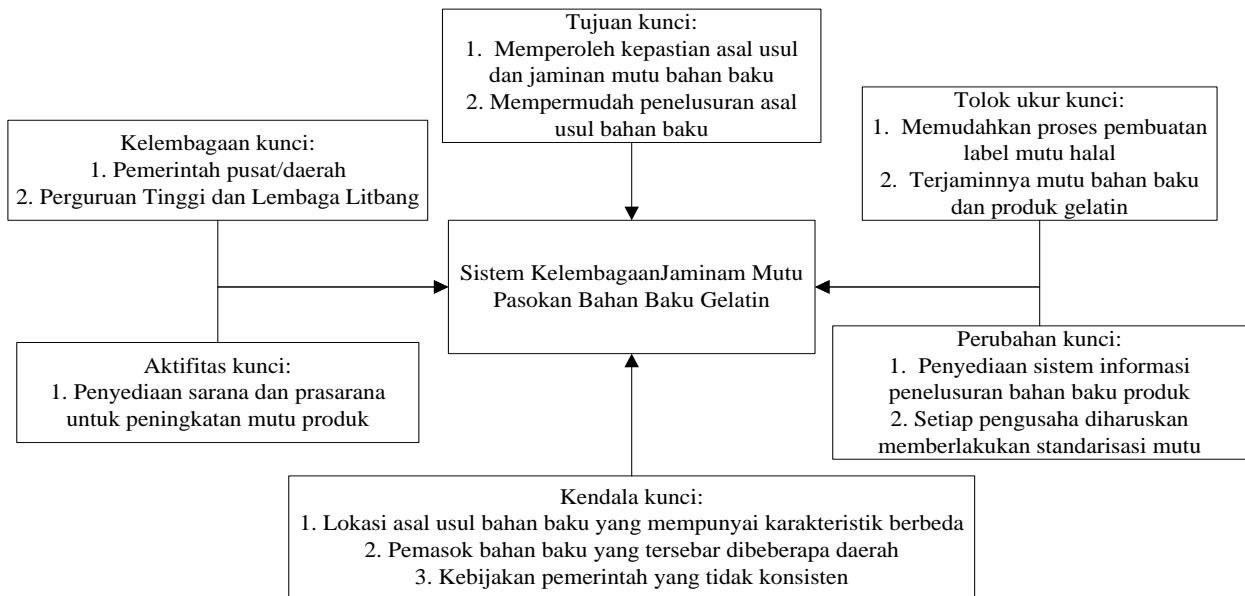 Tujuan kunci:
1. Memperoleh kepastian asal usul
dan jaminan mutu bahan baku
2. Mempermudah penelusuran asal
usul bahan baku
Kelembagaan kunci:
1. Pemerintah pusat/daerah
2. Perguruan Tinggi dan Lembaga Litbang
Tolok ukur kunci:
1. Memudahkan proses pembuatan
label mutu halal
2. Terjaminnya mutu bahan baku
dan produk gelatin
Sistem KelembagaanJaminam Mutu
Pasokan Bahan Baku Gelatin
Aktifitas kunci:
1. Penyediaan sarana dan prasarana
untuk peningkatan mutu produk
Perubahan kunci:
1. Penyediaan sistem informasi
penelusuran bahan baku produk
2. Setiap pengusaha diharuskan
memberlakukan standarisasi mutu
Kendala kunci:
1. Lokasi asal usul bahan baku yang mempunyai karakteristik berbeda
2. Pemasok bahan baku yang tersebar dibeberapa daerah
3. Kebijakan pemerintah yang tidak konsisten